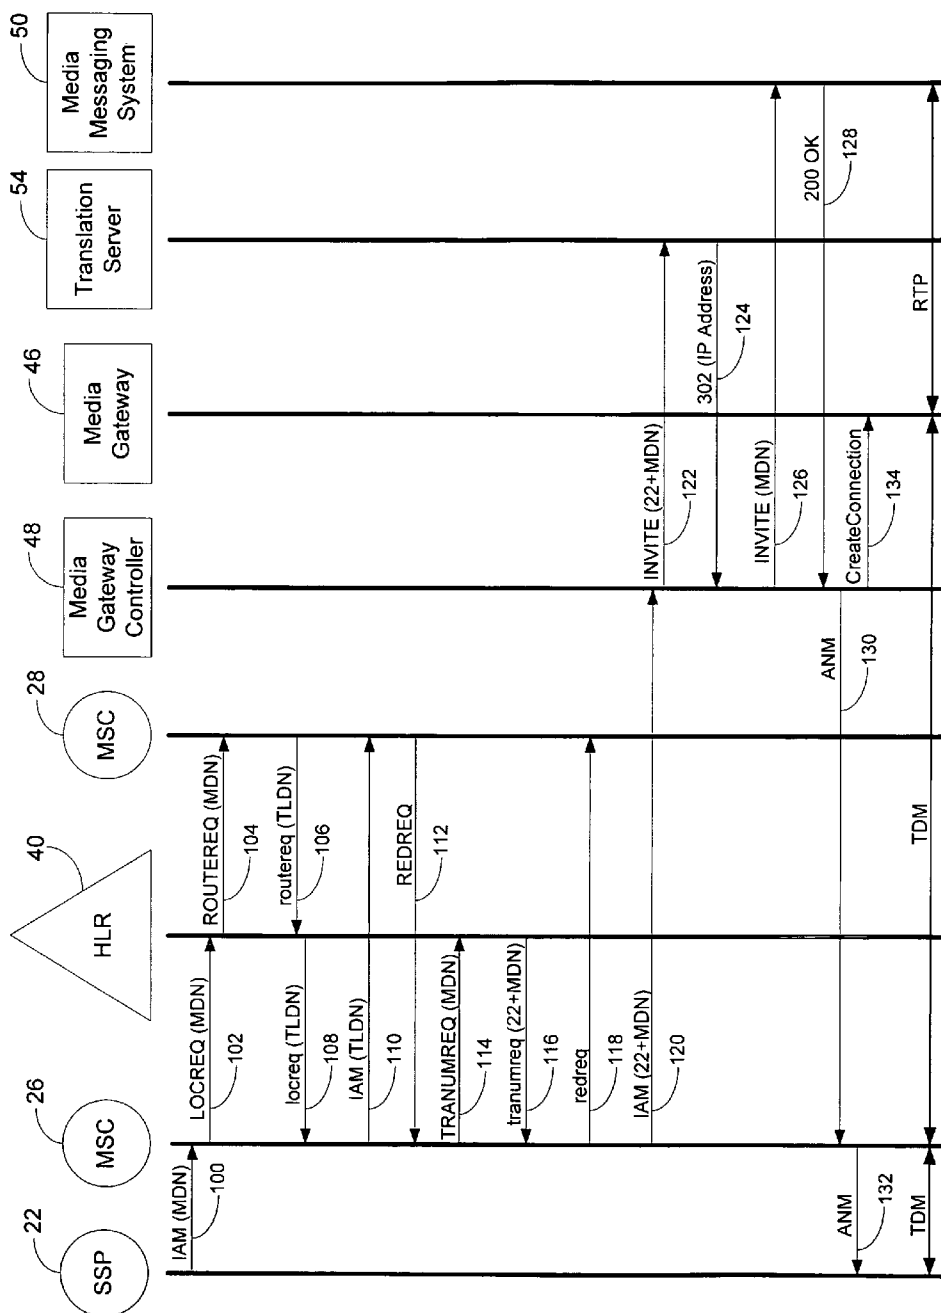 22
SSP
26
MSC
40
HLR
28
MSC
48
Media
Gateway
Controller
46
Media
Gateway
54
Translation
Server
50
Media
Messaging
System
IAM (MDN)
100
LOCREQ (MDN)
102
ROUTEREQ (MDN)
104
routereq (TLDN)
106
locreq (TLDN)
108
IAM (TLDN)
110
REDREQ
112
TRANUMREQ (MDN)
114
tranumreq (22+MDN)
116
redreq
118
IAM (22+MDN)
120
INVITE (22+MDN)
122
302 (IP Address)
124
INVITE (MDN)
126
200 OK
128
ANM
130
ANM
132
CreateConnection
134
TDM
TDM
RTP